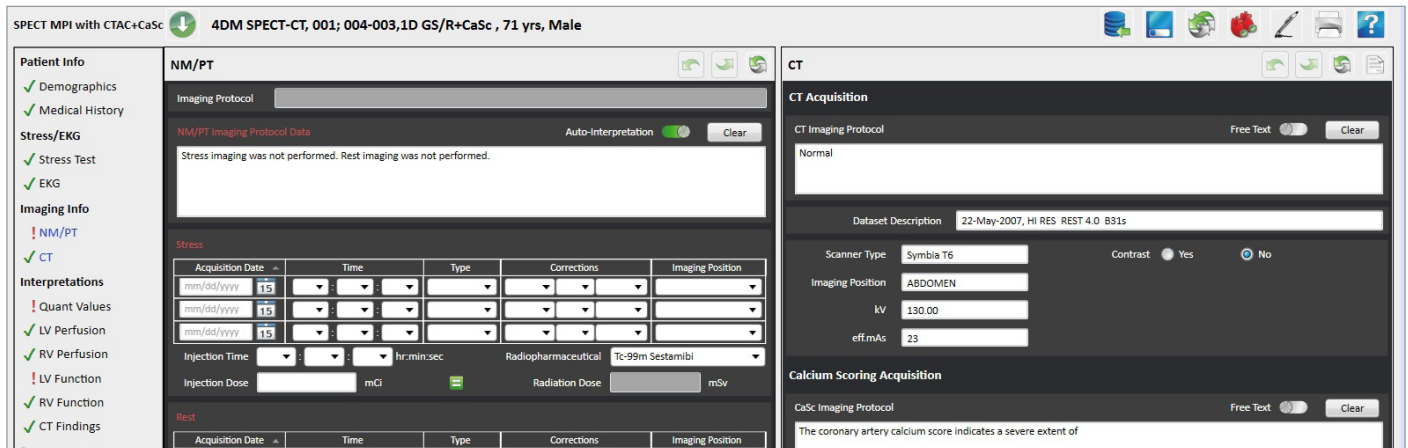 SPECT MPI with CTAC+CaSc 4DM SPECT-CT, 001; 004-003,1D GS/R+CaSc , 71 yrs, Male
Patient Info
Demographics
Medical History
Stress/EKG
Stress Test
EKG
Imaging Info
! NM/PT
CT
Interpretations
! Quant Values
LV Perfusion
RV Perfusion
! LV Function
RV Function
CT Findings
NM/PT
Imaging Protocol
NM/PT Imaging Protocol Data Auto-Interpretation Clear
Stress imaging was not performed. Rest imaging was not performed.
Stress
Acquisition Date Time Type Corrections Imaging Position
mm/dd/yyyy 15 : :
mm/dd/yyyy 15 : :
mm/dd/yyyy 15 : :
Injection Time : : hr:min:sec Radiopharmaceutical Tc-99m Sestamibi
Injection Dose mCi = Radiation Dose mSv
Rest
Acquisition Date Time Type Corrections Imaging Position
CT
CT Acquisition
CT Imaging Protocol Free Text Clear
Normal
Dataset Description 22-May-2007, HI RES REST 4.0 B31s
Scanner Type Symbia T6 Contrast Yes No
Imaging Position ABDOMEN
kV 130.00
eff.mAs 23
Calcium Scoring Acquisition
CaSc Imaging Protocol Free Text Clear
The coronary artery calcium score indicates a severe extent of
?